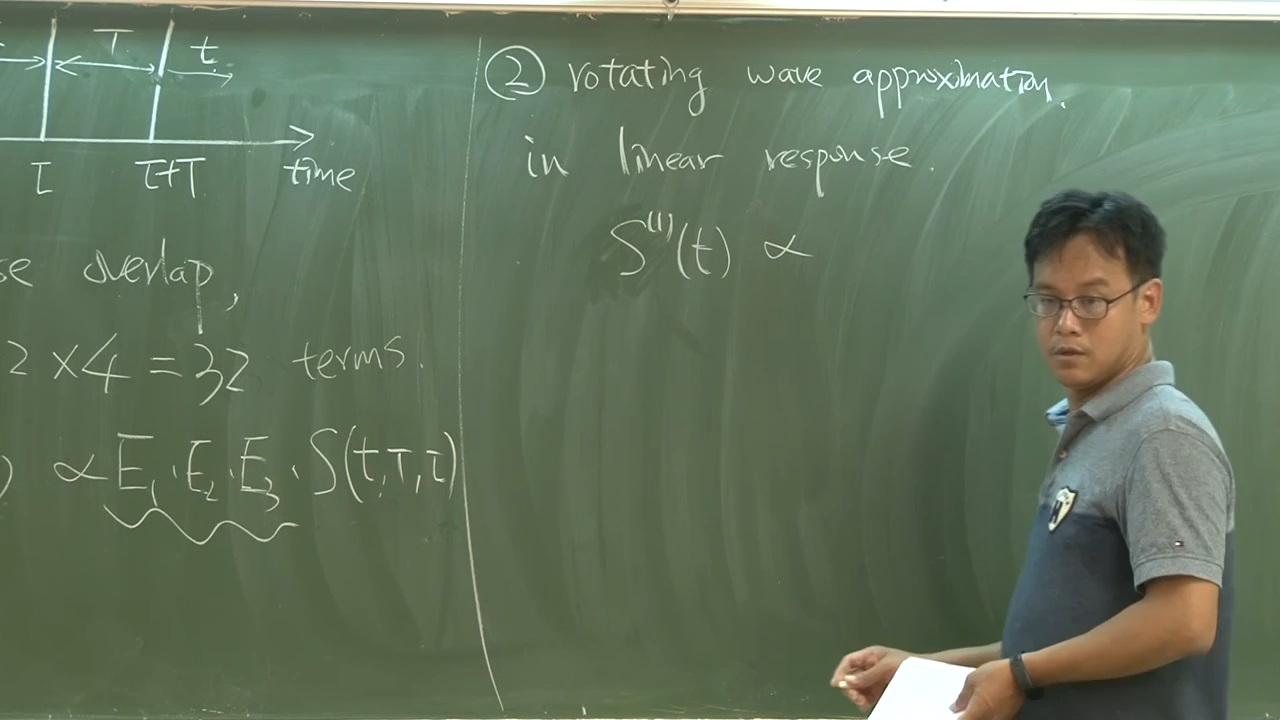 T t
τ τ+T time
se overlap,
2 × 4 = 32 terms.
) ∝ E₁ · E₂ · E₃ · S(t,T,τ)
② rotating wave approximation.
in linear response.
S⁽¹⁾(t) ∝